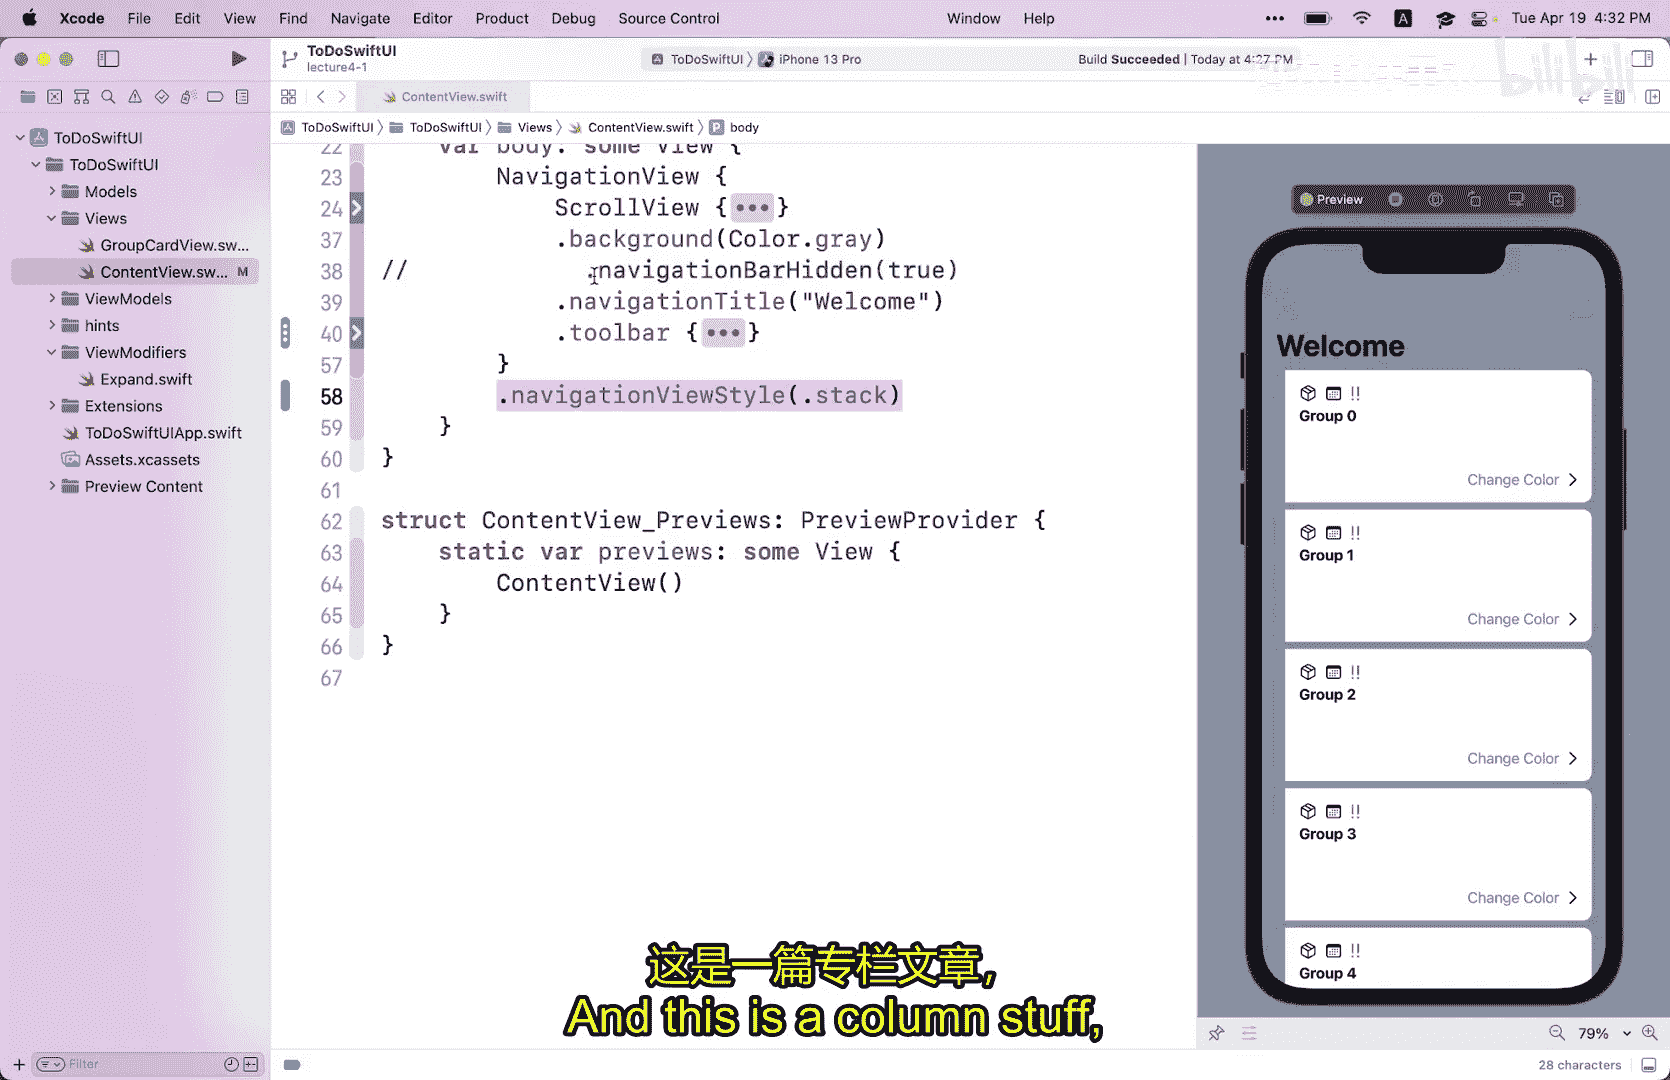 Xcode File Edit View Find Navigate Editor Product Debug Source Control Window Help Tue Apr 19 4:32 PM
ToDoSwiftUI
lecture4-1
ToDoSwiftUI iPhone 13 Pro
Build Succeeded | Today at 4:27 PM
bilibili
ContentView.swift
ToDoSwiftUI ToDoSwiftUI Views ContentView.swift body
ToDoSwiftUI
ToDoSwiftUI
Models
Views
GroupCardView.sw...
ContentView.sw... M
ViewModels
hints
ViewModifiers
Expand.swift
Extensions
ToDoSwiftUIApp.swift
Assets.xcassets
Preview Content
Filter
22 var body: some View {
23 NavigationView {
24 ScrollView {•••}
37 .background(Color.gray)
38 // .navigationBarHidden(true)
39 .navigationTitle("Welcome")
40 .toolbar {•••}
57 }
58 .navigationViewStyle(.stack)
59 }
60 }
61
62 struct ContentView_Previews: PreviewProvider {
63 static var previews: some View {
64 ContentView()
65 }
66 }
67
Preview
Welcome
!!
Group 0
Change Color
!!
Group 1
Change Color
!!
Group 2
Change Color
!!
Group 3
Change Color
!!
Group 4
79%
28 characters
这是一篇专栏文章,
And this is a column stuff,